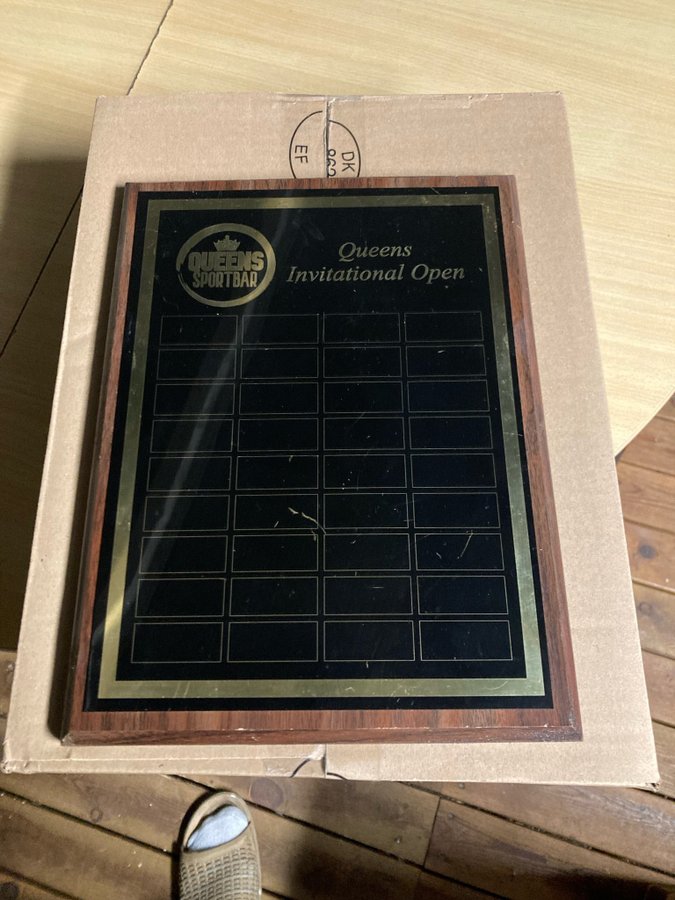 DK
EF
QUEENS
SPORTBAR
Queens
Invitational Open